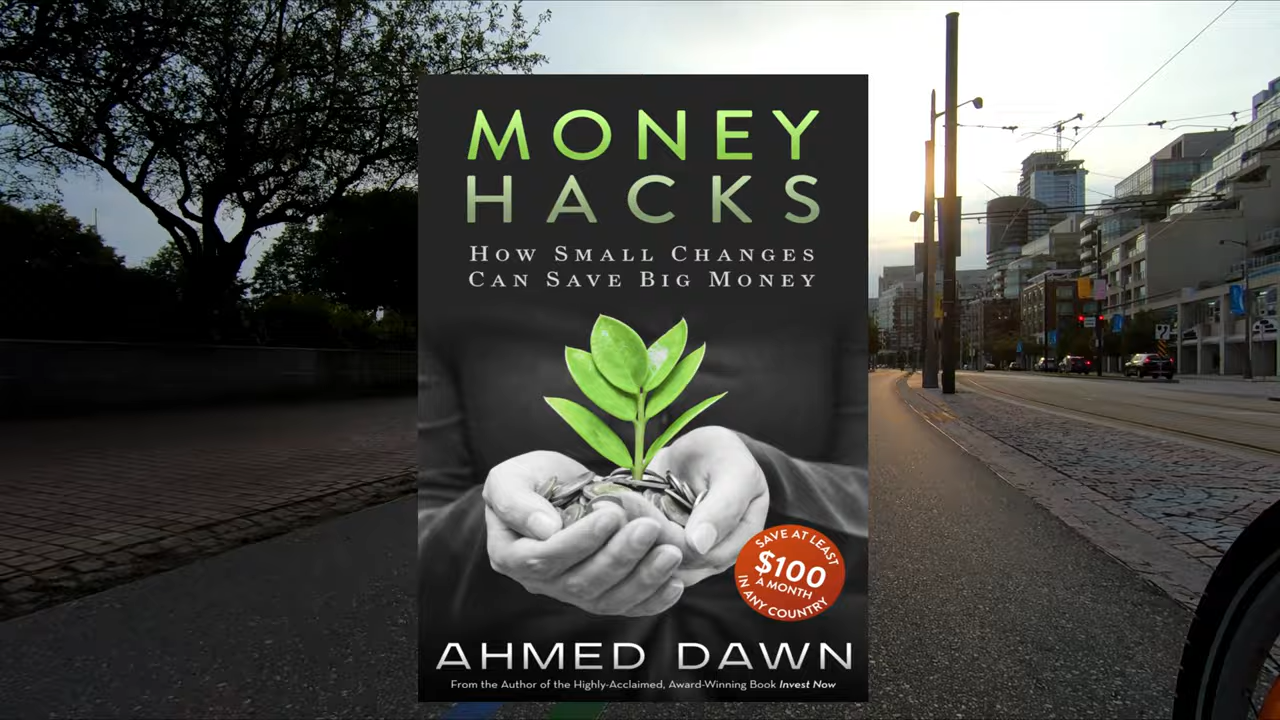 MONEY
HACKS
HOW SMALL CHANGES
CAN SAVE BIG MONEY
SAVE AT LEAST
$100
A MONTH
IN ANY COUNTRY
AHMED DAWN
From the Author of the Highly-Acclaimed, Award-Winning Book Invest Now